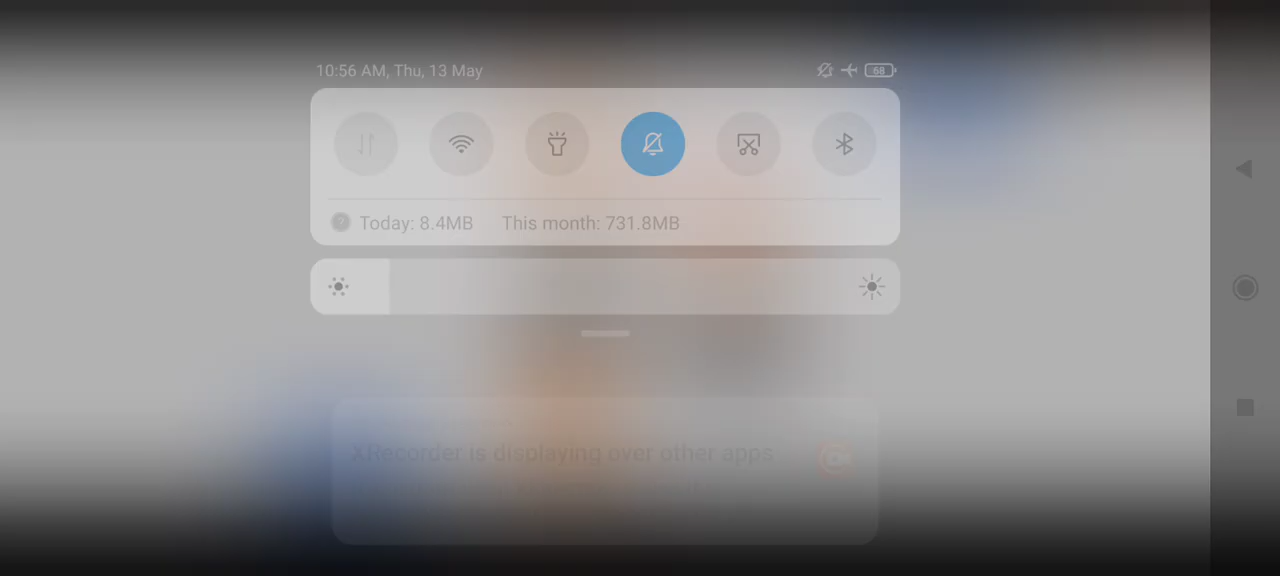 10:56 AM, Thu, 13 May
68
Today: 8.4MB This month: 731.8MB
XRecorder is displaying over other apps